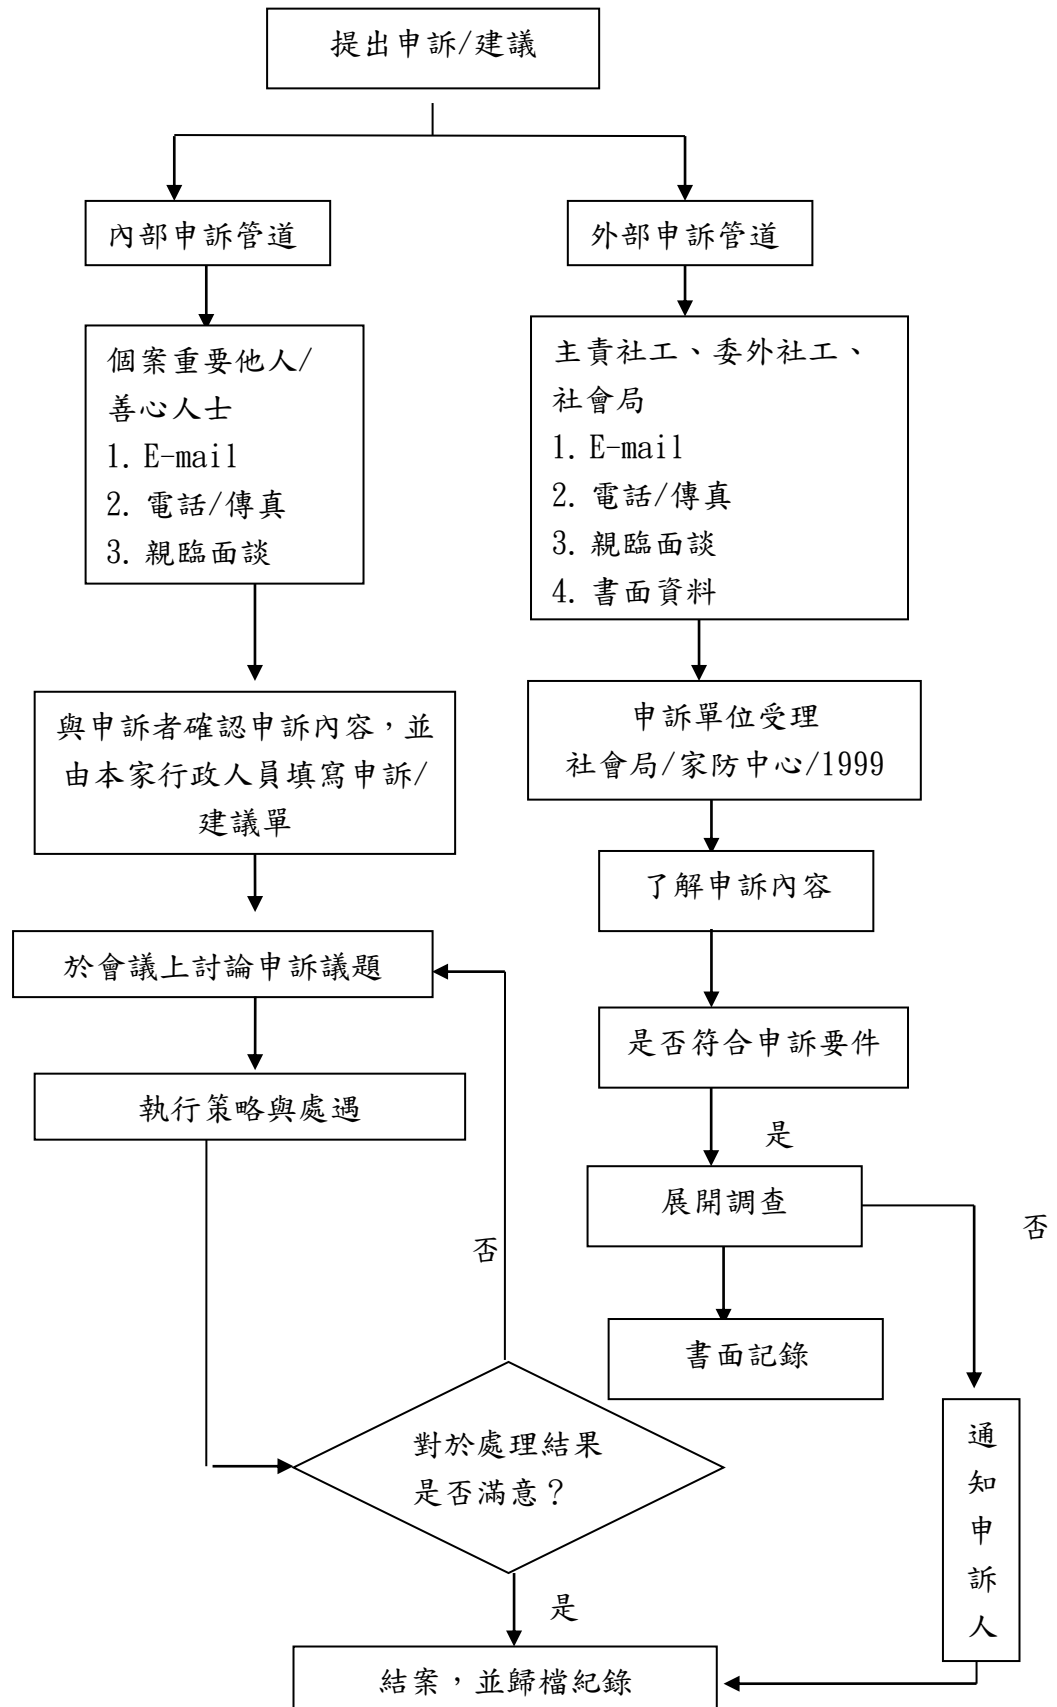 提出申訴/建議
內部申訴管道
外部申訴管道
個案重要他人/
善心人士
1. E-mail
2. 電話/傳真
3. 親臨面談
主責社工、委外社工、
社會局
1. E-mail
2. 電話/傳真
3. 親臨面談
4. 書面資料
與申訴者確認申訴內容，並
由本家行政人員填寫申訴/
建議單
申訴單位受理
社會局/家防中心/1999
了解申訴內容
於會議上討論申訴議題
是否符合申訴要件
執行策略與處遇
是
展開調查
否
否
書面記錄
對於處理結果
是否滿意？
通
知
申
訴
人
是
結案，並歸檔紀錄